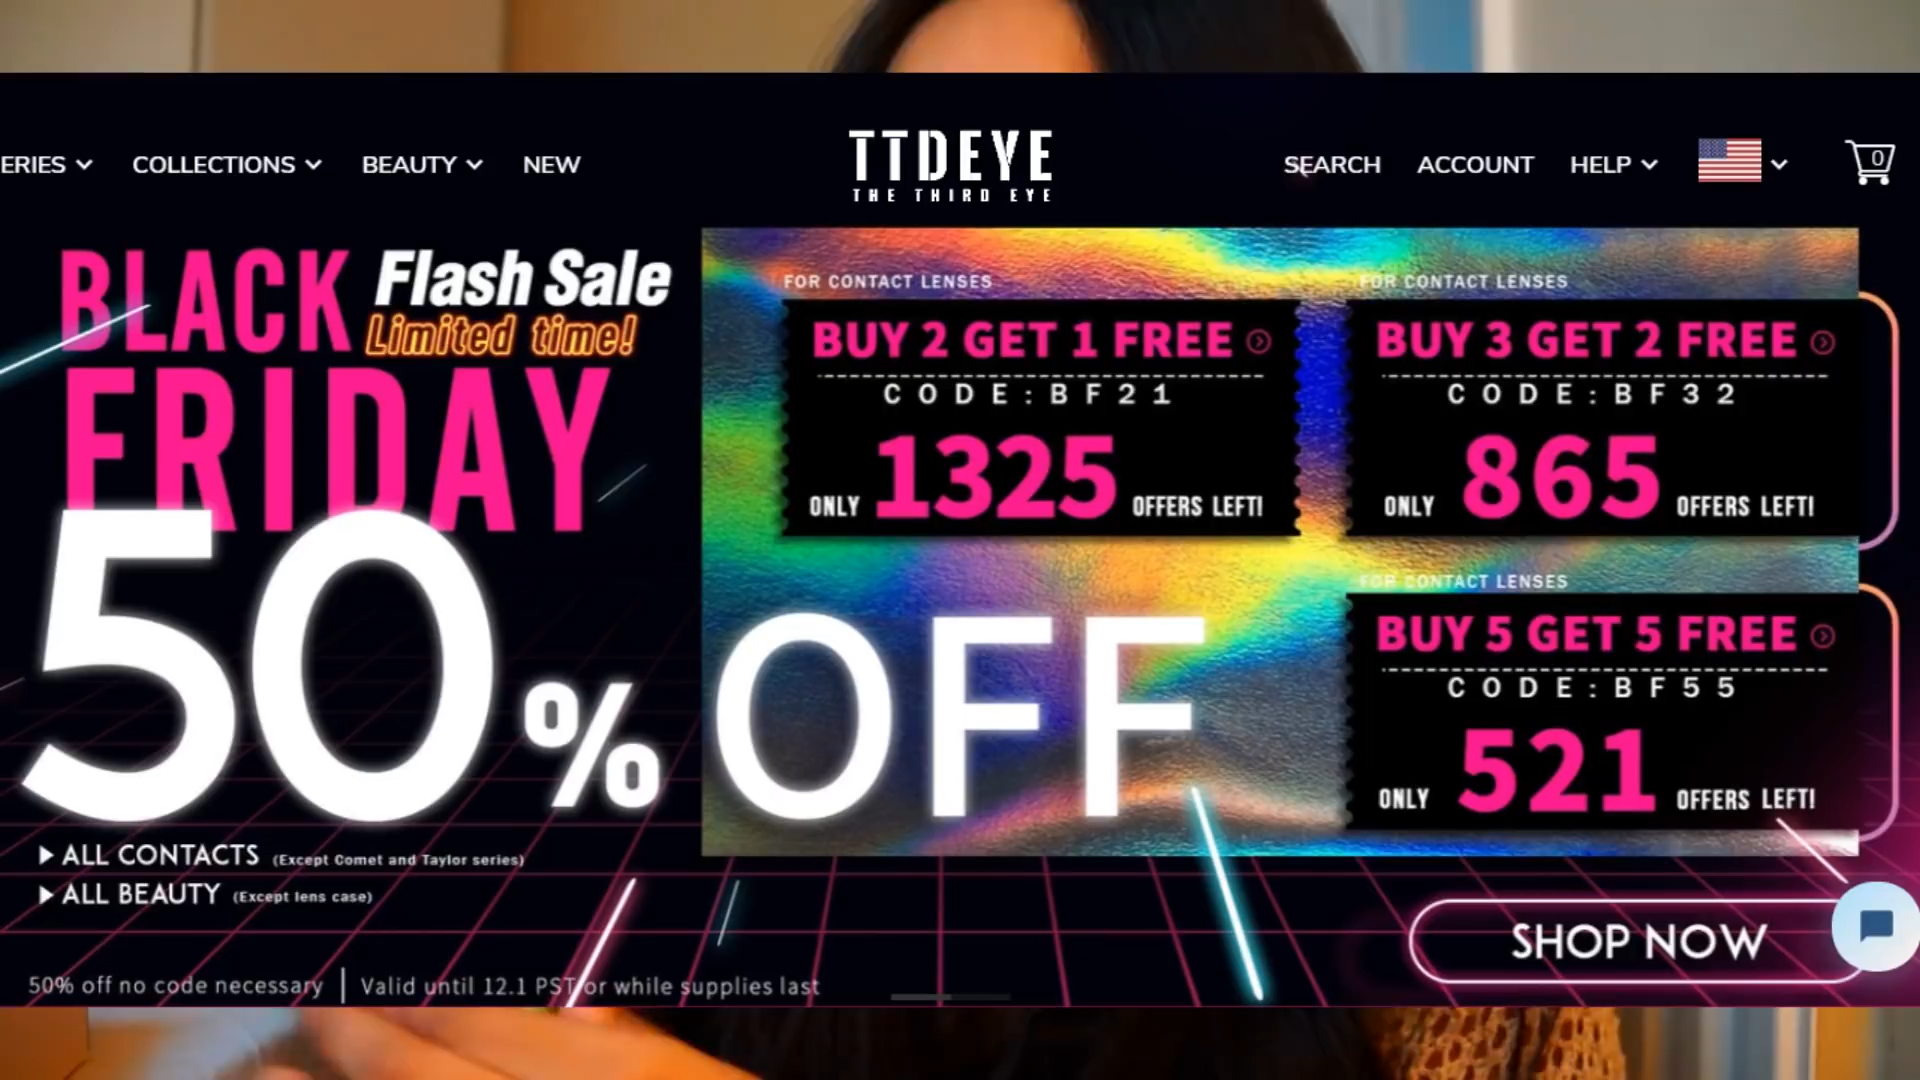 ERIES
COLLECTIONS
BEAUTY
NEW
TTDEYE
THE THIRD EYE
SEARCH
ACCOUNT
HELP
0
BLACK
Flash Sale
Limited time!
FRIDAY
50% OFF
ALL CONTACTS (Except Comet and Taylor series)
ALL BEAUTY (Except lens case)
50% off no code necessary | Valid until 12.1 PST or while supplies last
FOR CONTACT LENSES
BUY 2 GET 1 FREE
CODE:BF21
ONLY 1325 OFFERS LEFT!
FOR CONTACT LENSES
BUY 3 GET 2 FREE
CODE:BF32
ONLY 865 OFFERS LEFT!
FOR CONTACT LENSES
BUY 5 GET 5 FREE
CODE:BF55
ONLY 521 OFFERS LEFT!
SHOP NOW